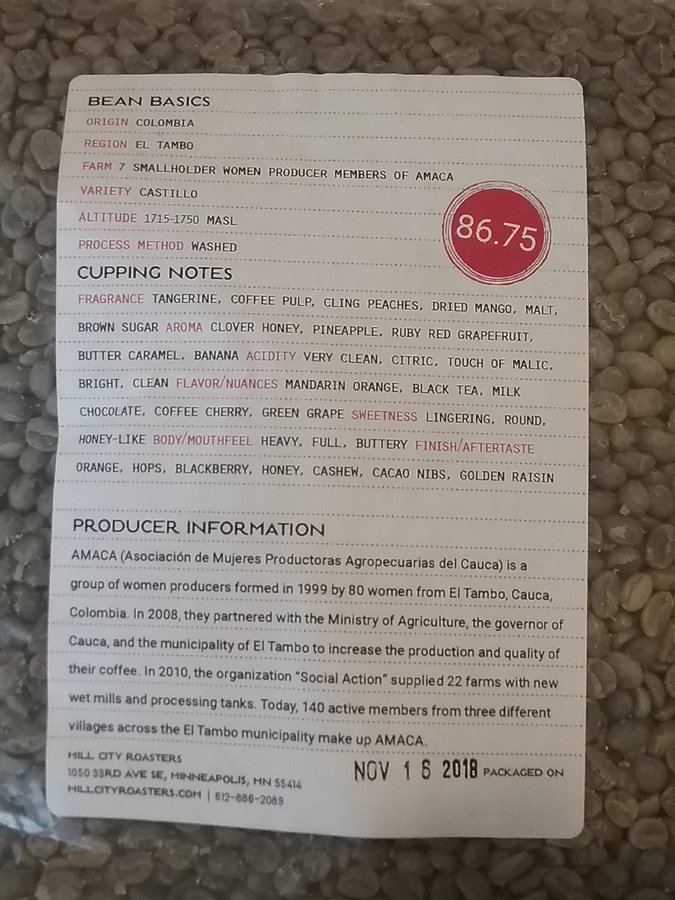 BEAN BASICS
ORIGIN COLOMBIA
REGION EL TAMBO
FARM 7 SMALLHOLDER WOMEN PRODUCER MEMBERS OF AMACA
VARIETY CASTILLO
ALTITUDE 1715-1750 MASL
PROCESS METHOD WASHED
86.75
CUPPING NOTES
FRAGRANCE TANGERINE, COFFEE PULP, CLING PEACHES, DRIED MANGO, MALT,
BROWN SUGAR AROMA CLOVER HONEY, PINEAPPLE, RUBY RED GRAPEFRUIT,
BUTTER CARAMEL, BANANA ACIDITY VERY CLEAN, CITRIC, TOUCH OF MALIC,
BRIGHT, CLEAN FLAVOR/NUANCES MANDARIN ORANGE, BLACK TEA, MILK
CHOCOLATE, COFFEE CHERRY, GREEN GRAPE SWEETNESS LINGERING, ROUND,
HONEY-LIKE BODY/MOUTHFEEL HEAVY, FULL, BUTTERY FINISH/AFTERTASTE
ORANGE, HOPS, BLACKBERRY, HONEY, CASHEW, CACAO NIBS, GOLDEN RAISIN
PRODUCER INFORMATION
AMACA (Asociación de Mujeres Productoras Agropecuarias del Cauca) is a
group of women producers formed in 1999 by 80 women from El Tambo, Cauca,
Colombia. In 2008, they partnered with the Ministry of Agriculture, the governor of
Cauca, and the municipality of El Tambo to increase the production and quality of
their coffee. In 2010, the organization "Social Action" supplied 22 farms with new
wet mills and processing tanks. Today, 140 active members from three different
villages across the El Tambo municipality make up AMACA.
MILL CITY ROASTERS
1050 33RD AVE SE, MINNEAPOLIS, MN 55414
MILLCITYROASTERS.COM | 612-886-2089
NOV 16 2018 PACKAGED ON